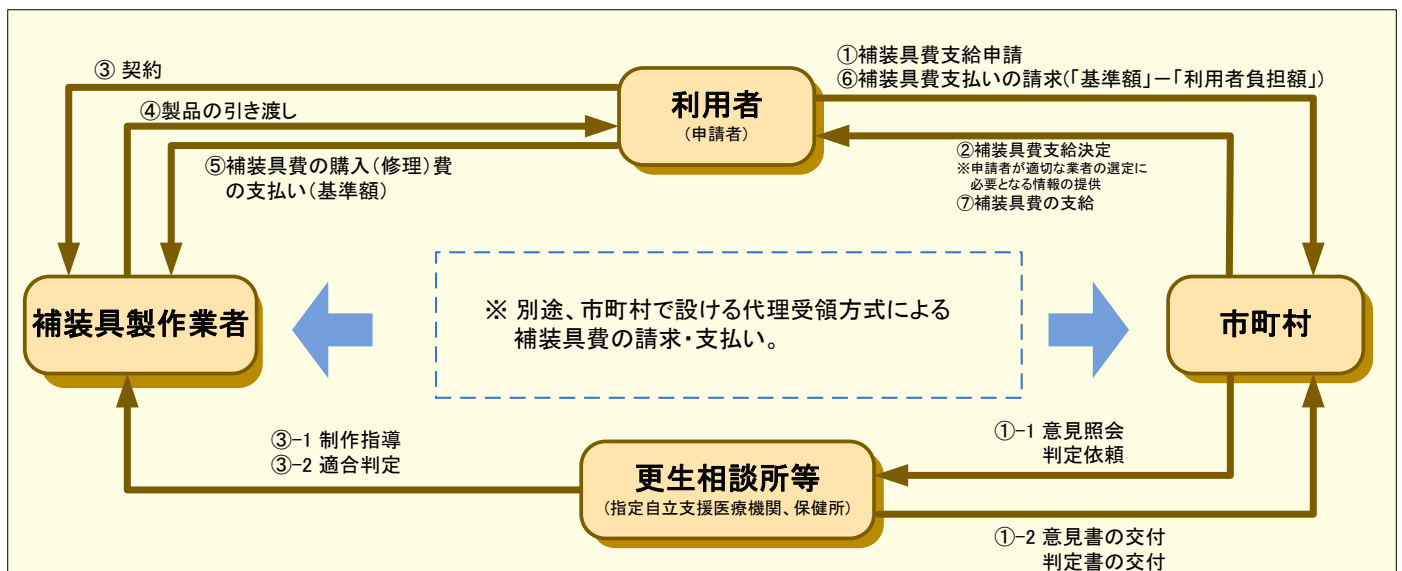 ③ 契約
④製品の引き渡し
⑤補装具費の購入(修理)費
の支払い(基準額)
利用者
(申請者)
①補装具費支給申請
⑥補装具費支払いの請求(「基準額」－「利用者負担額」)
②補装具費支給決定
※申請者が適切な業者の選定に
必要となる情報の提供
⑦補装具費の支給
補装具製作業者
※ 別途、市町村で設ける代理受領方式による
補装具費の請求・支払い。
市町村
③-1 制作指導
③-2 適合判定
更生相談所等
(指定自立支援医療機関、保健所)
①-1 意見照会
判定依頼
①-2 意見書の交付
判定書の交付